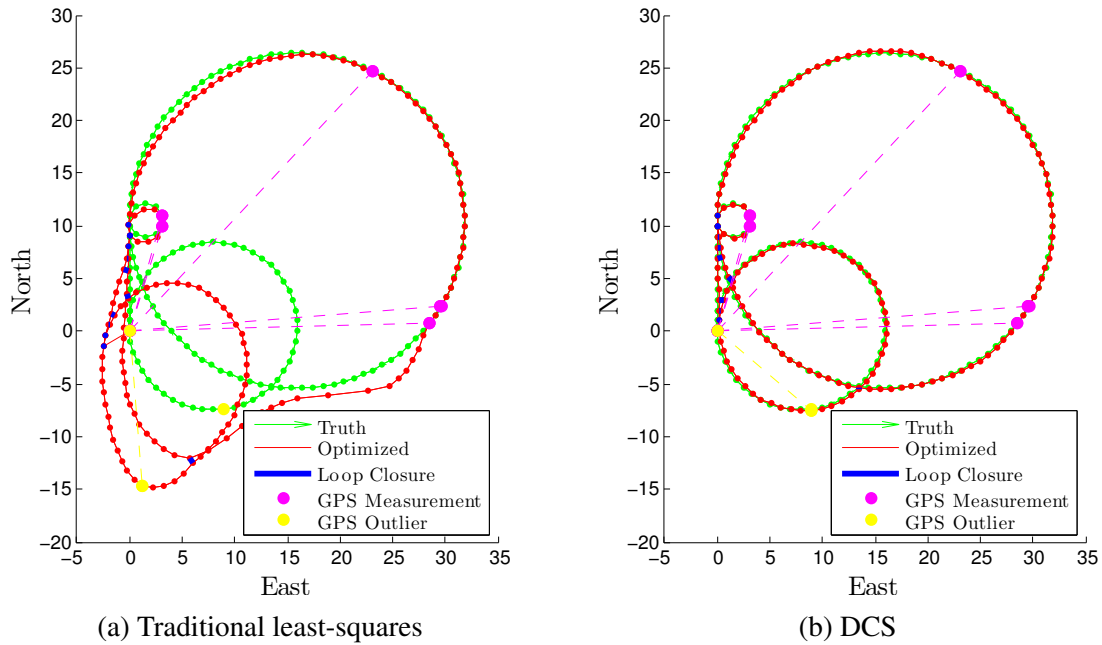 30
25
20
15
10
5
0
−5
−10
−15
−20
−5
0
5
10
15
20
25
30
35
North
East
Truth
Optimized
Loop Closure
GPS Measurement
GPS Outlier
(a) Traditional least-squares
30
25
20
15
10
5
0
−5
−10
−15
−20
−5
0
5
10
15
20
25
30
35
North
East
Truth
Optimized
Loop Closure
GPS Measurement
GPS Outlier
(b) DCS